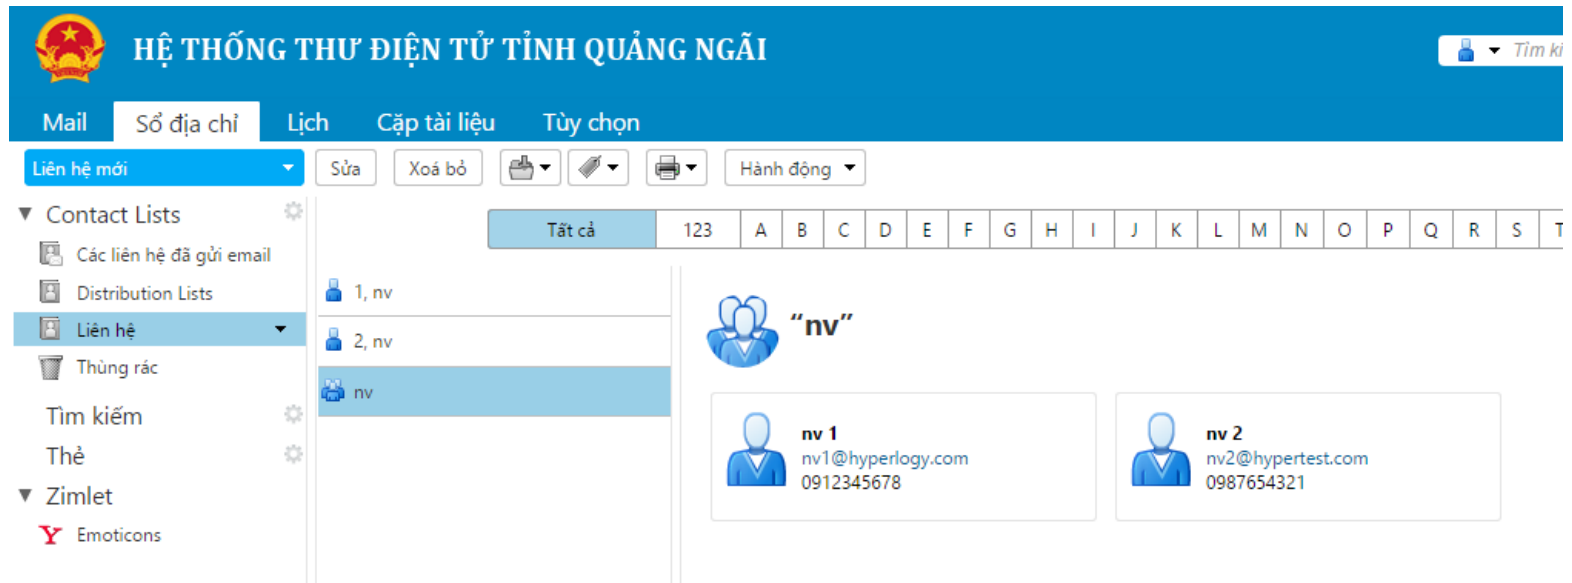 HỆ THỐNG THƯ ĐIỆN TỬ TỈNH QUẢNG NGÃI
Tìm ki
Mail Sổ địa chỉ Lịch Cặp tài liệu Tùy chọn
Liên hệ mới Sửa Xoá bỏ Hành động
Contact Lists
Các liên hệ đã gửi email
Distribution Lists
Liên hệ
Thùng rác
Tìm kiếm
Thẻ
Zimlet
Emoticons
Tất cả 123 A B C D E F G H I J K L M N O P Q R S T
1, nv
2, nv
nv
“nv”
nv 1
nv1@hyperlogy.com
0912345678
nv 2
nv2@hypertest.com
0987654321